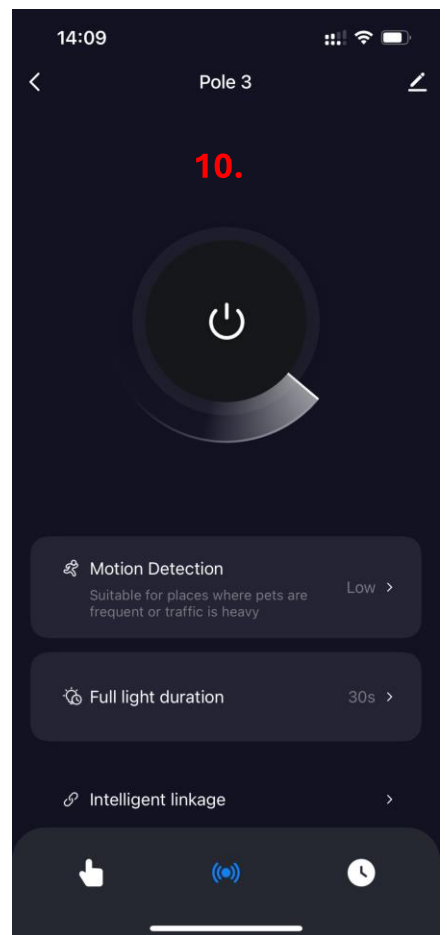 14:09
Pole 3
10.
Motion Detection
Suitable for places where pets are
frequent or traffic is heavy
Low
Full light duration
30s
Intelligent linkage